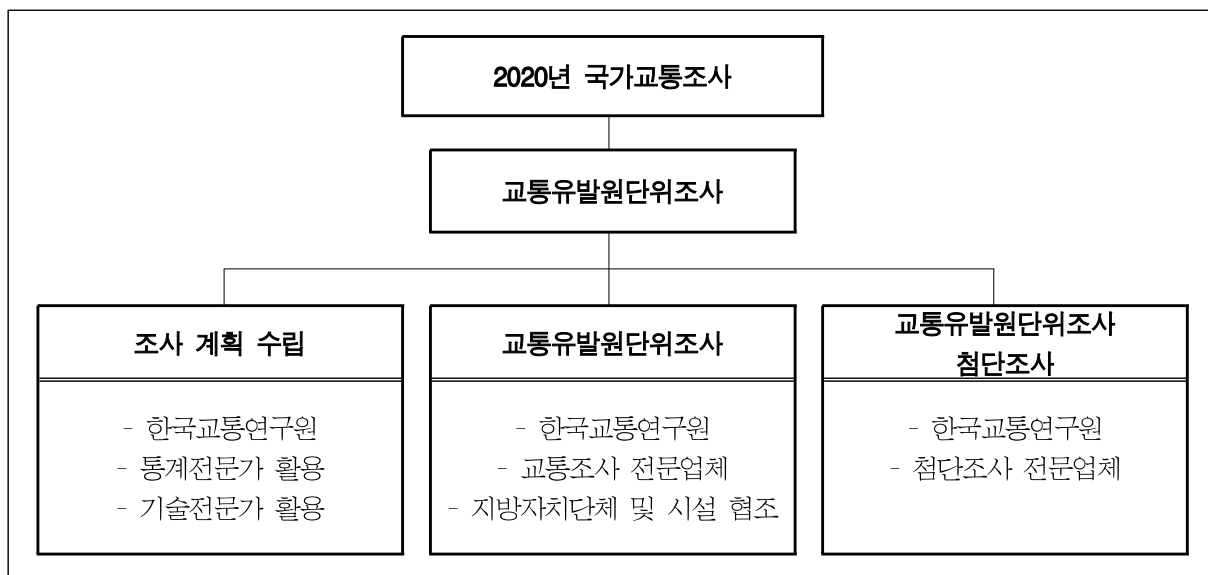 2020년 국가교통조사
교통유발원단위조사
조사 계획 수립
- 한국교통연구원
- 통계전문가 활용
- 기술전문가 활용
교통유발원단위조사
- 한국교통연구원
- 교통조사 전문업체
- 지방자치단체 및 시설 협조
교통유발원단위조사
첨단조사
- 한국교통연구원
- 첨단조사 전문업체